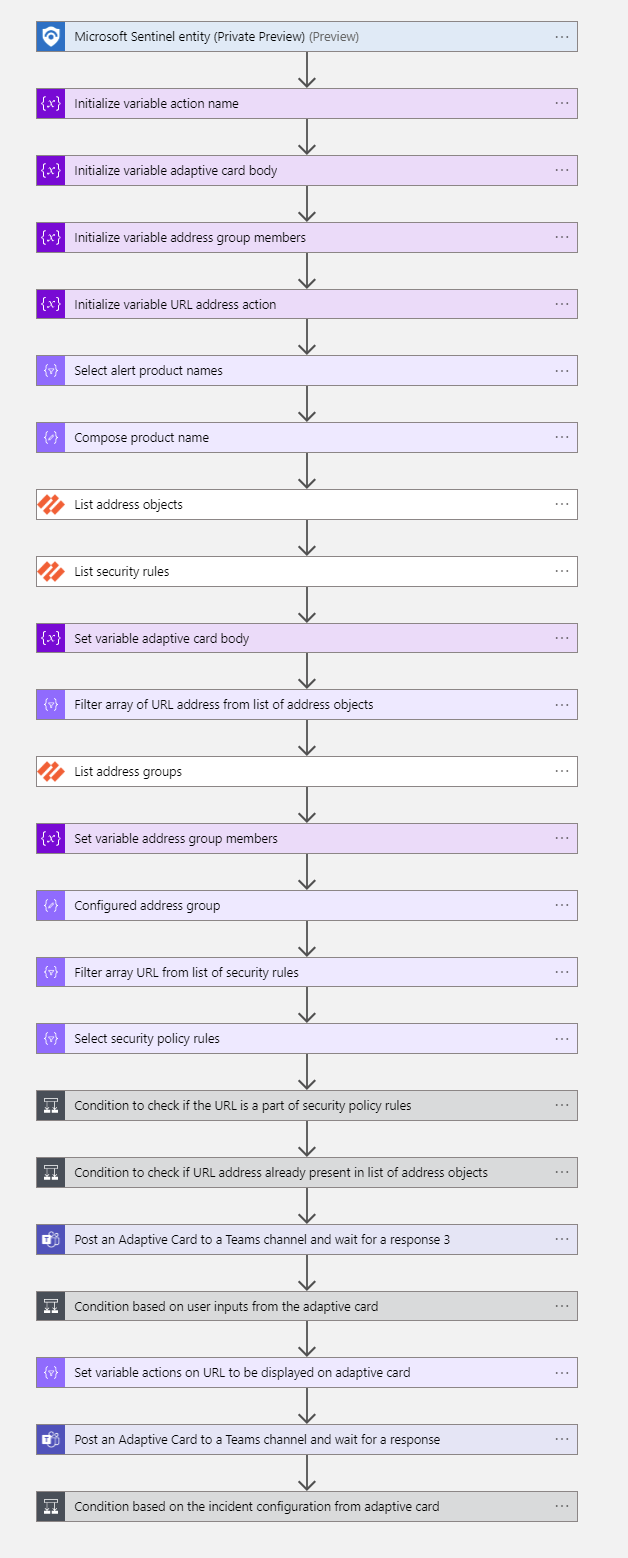 Microsoft Sentinel entity (Private Preview) (Preview)
Initialize variable action name
Initialize variable adaptive card body
Initialize variable address group members
Initialize variable URL address action
Select alert product names
Compose product name
List address objects
List security rules
Set variable adaptive card body
Filter array of URL address from list of address objects
List address groups
Set variable address group members
Configured address group
Filter array URL from list of security rules
Select security policy rules
Condition to check if the URL is a part of security policy rules
Condition to check if URL address already present in list of address objects
Post an Adaptive Card to a Teams channel and wait for a response 3
Condition based on user inputs from the adaptive card
Set variable actions on URL to be displayed on adaptive card
Post an Adaptive Card to a Teams channel and wait for a response
Condition based on the incident configuration from adaptive card